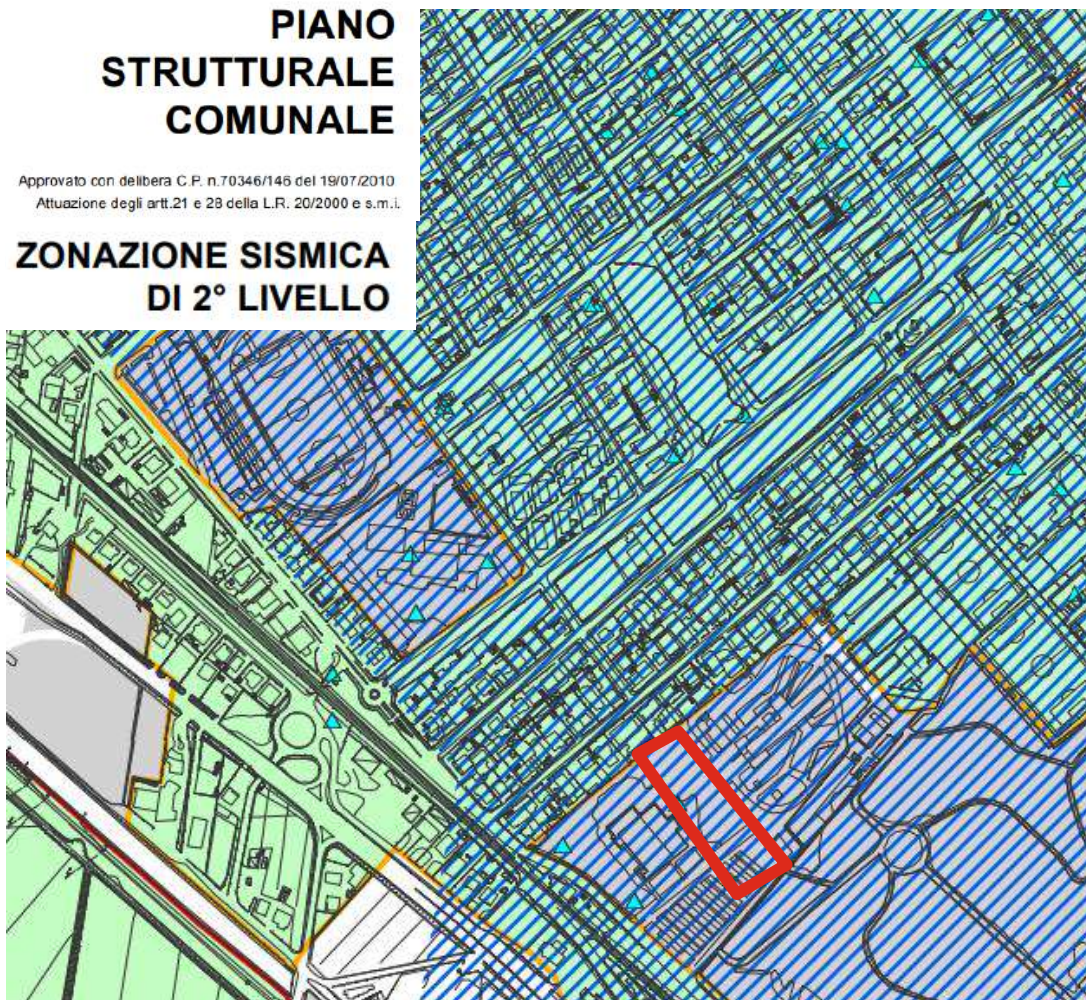 PIANO
STRUTTURALE
COMUNALE
Approvato con delibera C.P. n.70346/146 del 19/07/2010
Attuazione degli artt.21 e 28 della L.R. 20/2000 e s.m.i.
ZONAZIONE SISMICA
DI 2° LIVELLO